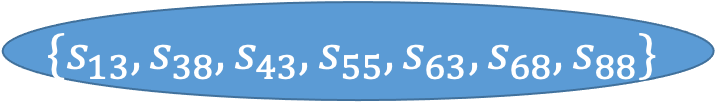 {s₁₃, s₃₈, s₄₃, s₅₅, s₆₃, s₆₈, s₈₈}